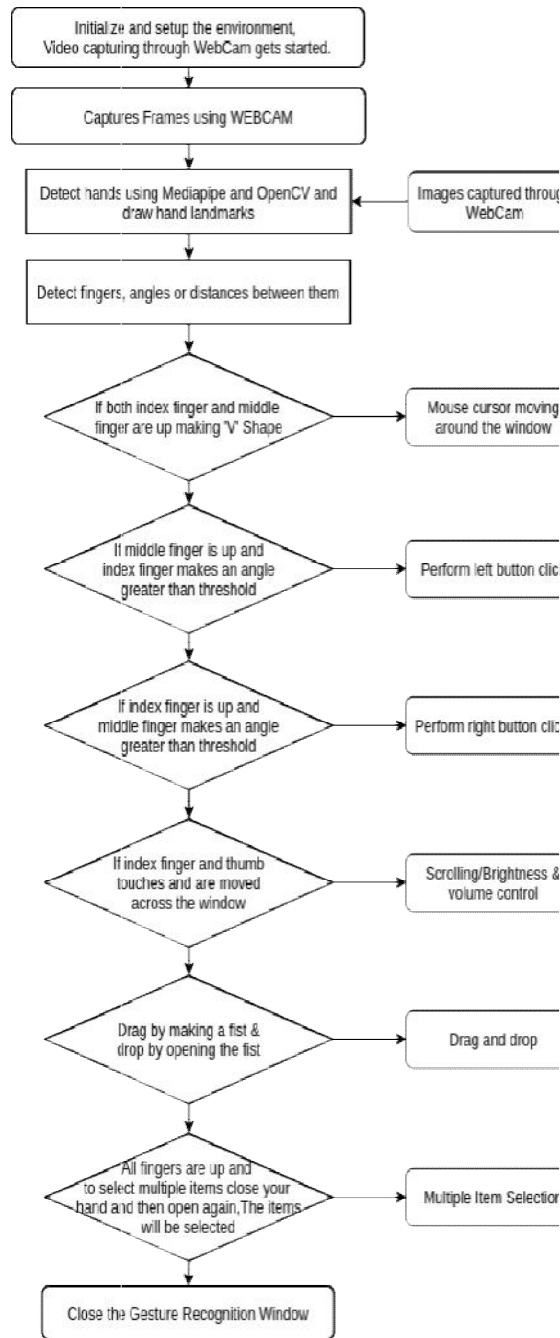 Initialize and setup the environment,
Video capturing through WebCam gets started.
Captures Frames using WEBCAM
Detect hands using Mediapipe and OpenCV and
draw hand landmarks
Images captured throug
WebCam
Detect fingers, angles or distances between them
If both index finger and middle
finger are up making "V" Shape
Mouse cursor moving
around the window
If middle finger is up and
index finger makes an angle
greater than threshold
Perform left button clic
If index finger is up and
middle finger makes an angle
greater than threshold
Perform right button clic
If index finger and thumb
touches and are moved
across the window
Scrolling/Brightness &
volume control
Drag by making a fist &
drop by opening the fist
Drag and drop
All fingers are up and
to select multiple items close your
hand and then open again,The items
will be selected
Multiple Item Selection
Close the Gesture Recognition Window